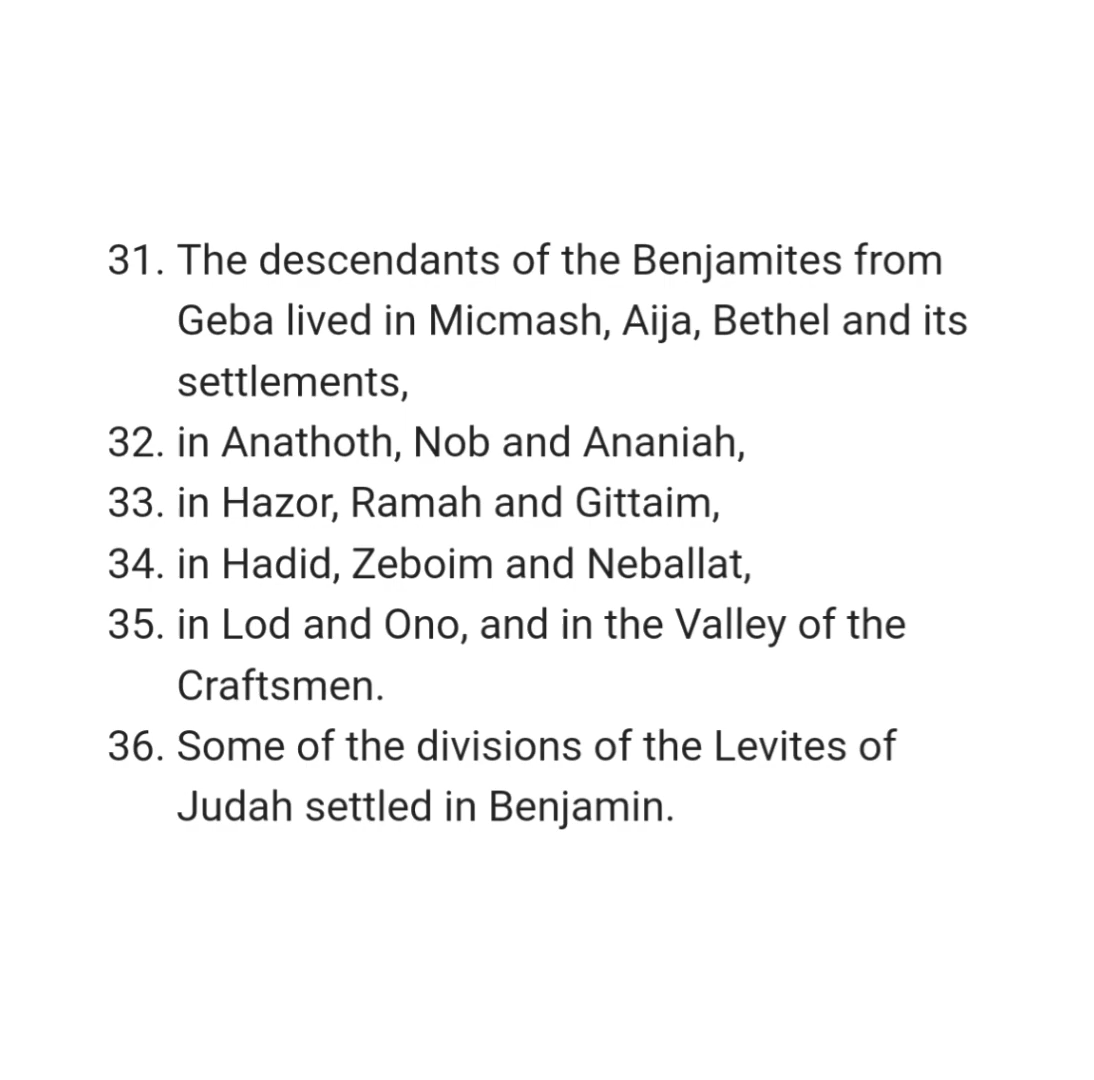 31. The descendants of the Benjamites from
Geba lived in Micmash, Aija, Bethel and its
settlements,
32. in Anathoth, Nob and Ananiah,
33. in Hazor, Ramah and Gittaim,
34. in Hadid, Zeboim and Neballat,
35. in Lod and Ono, and in the Valley of the
Craftsmen.
36. Some of the divisions of the Levites of
Judah settled in Benjamin.